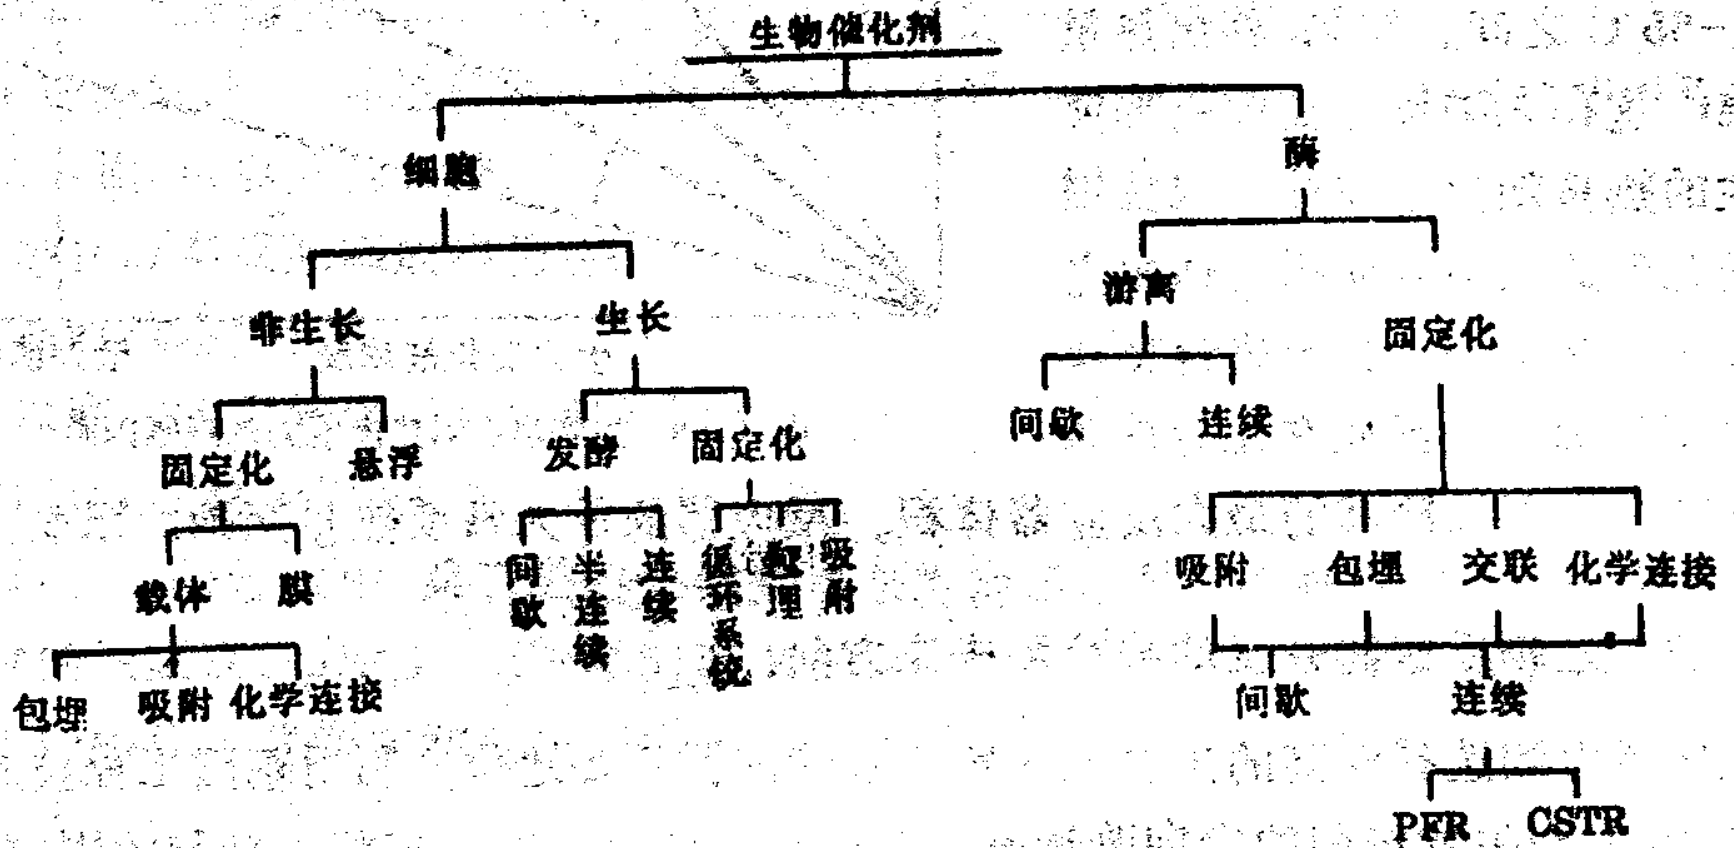 生物催化剂
细胞
酶
非生长
生长
游离
固定化
固定化
悬浮
发酵
固定化
间歇
连续
载体
膜
间歇
半连续
连续
循环系统
包埋
吸附
吸附
包埋
交联
化学连接
包埋
吸附
化学连接
间歇
连续
PFR
CSTR